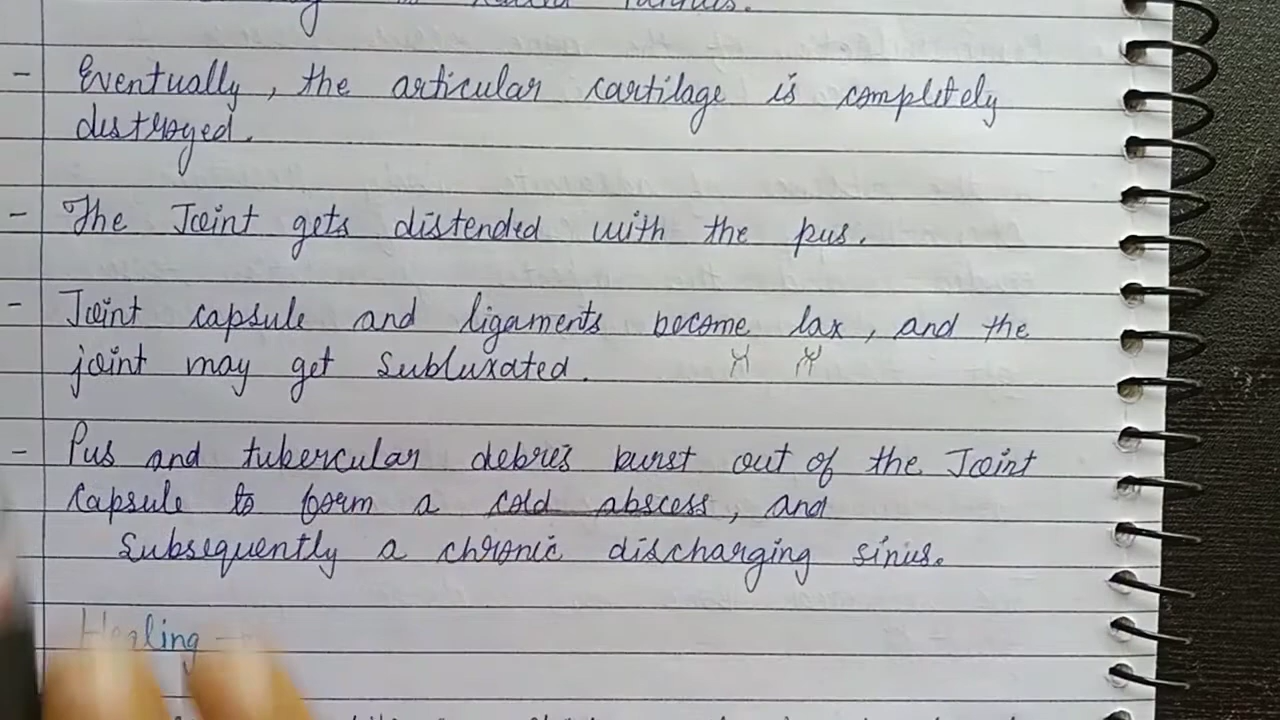 - Eventually, the articular cartilage is completely
destroyed.
- The Joint gets distended with the pus.
- Joint capsule and ligaments become lax, and the
joint may get Subluxated.
- Pus and tubercular debris burst out of the Joint
Capsule to form a cold abscess, and
Subsequently a chronic discharging sinus.
Healing -